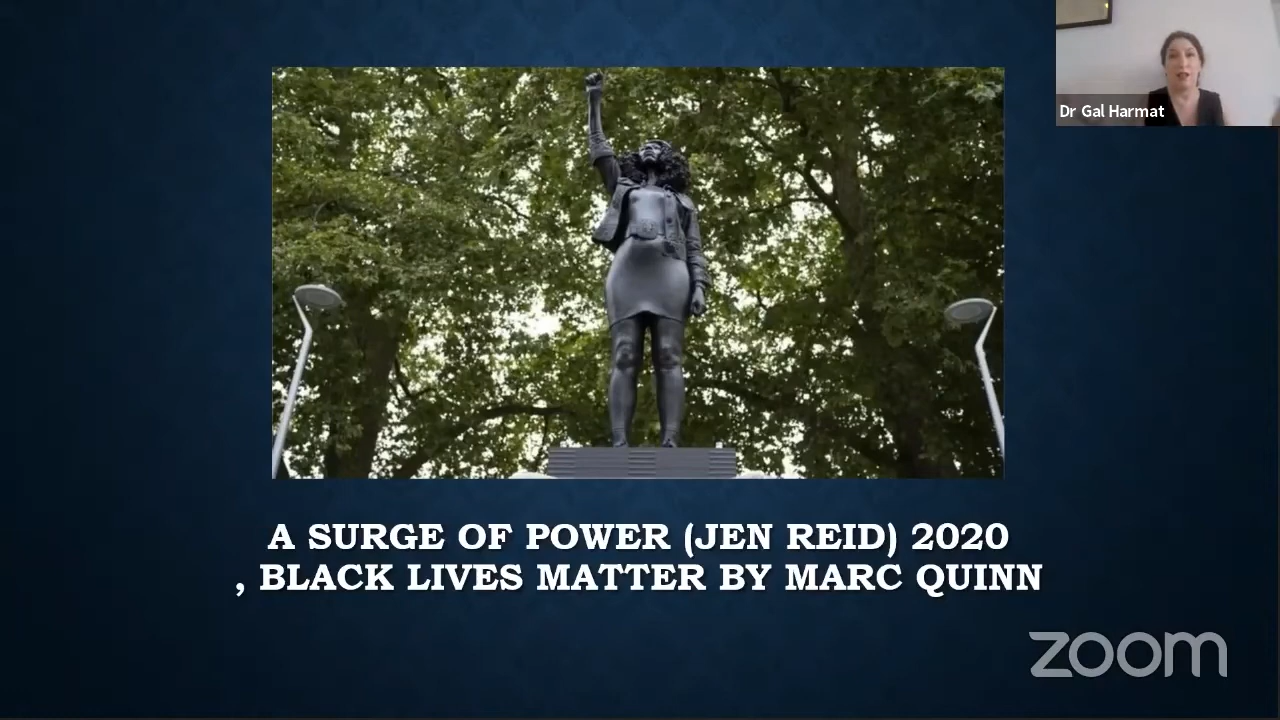 Dr Gal Harmat
A SURGE OF POWER (JEN REID) 2020
, BLACK LIVES MATTER BY MARC QUINN
zoom